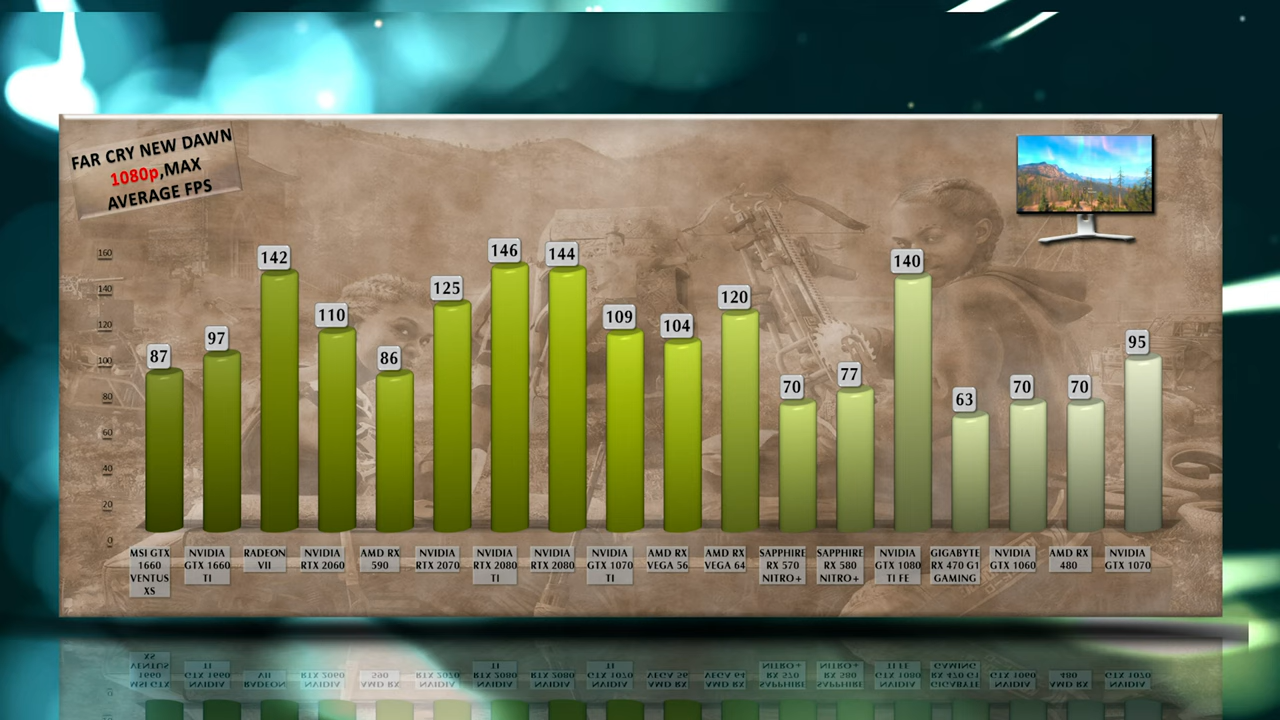 FAR CRY NEW DAWN
1080p,MAX
AVERAGE FPS
160
140
120
100
80
60
40
20
0
87
97
142
110
86
125
146
144
109
104
120
70
77
140
63
70
70
95
MSI GTX
1660
VENTUS
XS
NVIDIA
GTX 1660
TI
RADEON
VII
NVIDIA
RTX 2060
AMD RX
590
NVIDIA
RTX 2070
NVIDIA
RTX 2080
TI
NVIDIA
RTX 2080
NVIDIA
GTX 1070
TI
AMD RX
VEGA 56
AMD RX
VEGA 64
SAPPHIRE
RX 570
NITRO+
SAPPHIRE
RX 580
NITRO+
NVIDIA
GTX 1080
TI FE
GIGABYTE
RX 470 G1
GAMING
NVIDIA
GTX 1060
AMD RX
480
NVIDIA
GTX 1070